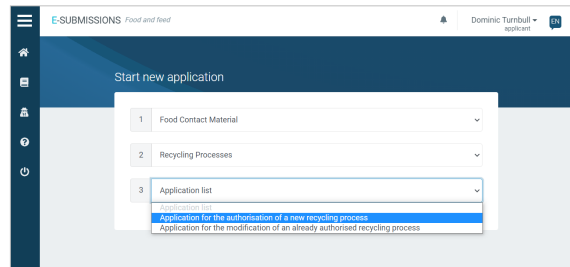 E-SUBMISSIONS Food and feed
Dominic Turnbull
applicant
EN
Start new application
1 Food Contact Material
2 Recycling Processes
3 Application list
Application list
Application for the authorisation of a new recycling process
Application for the modification of an already authorised recycling process